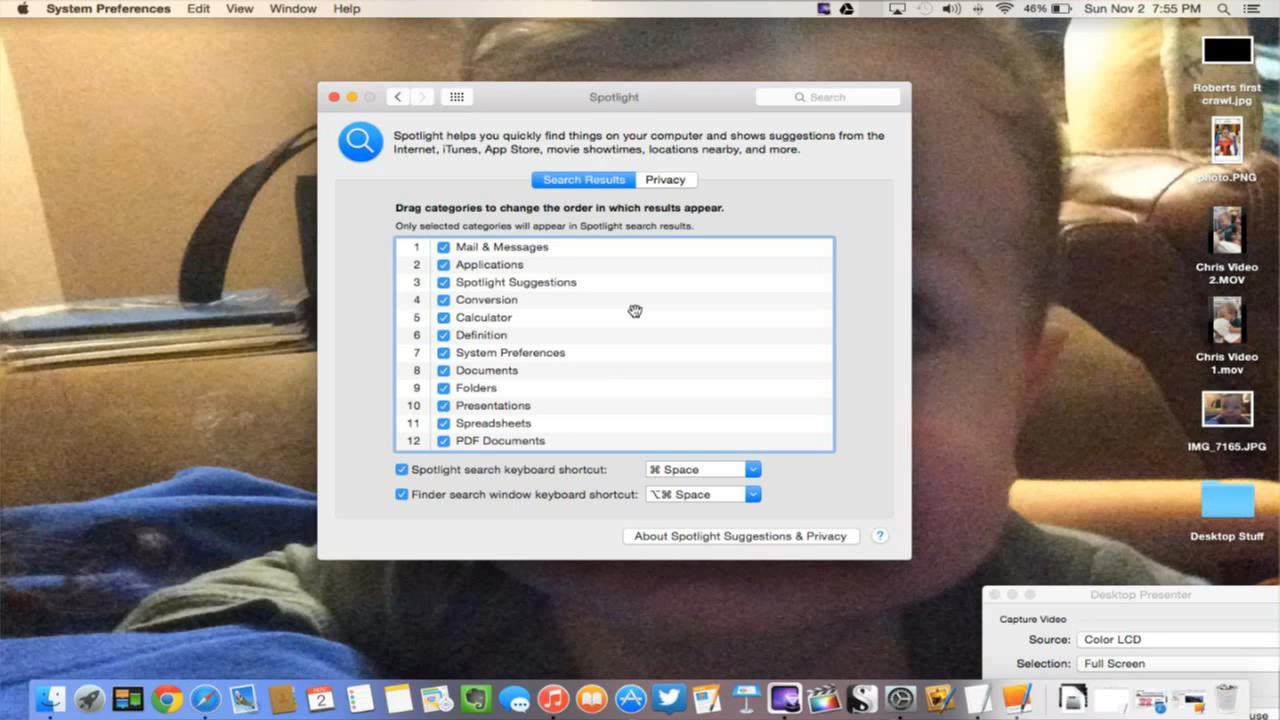 System Preferences Edit View Window Help 46% Sun Nov 2 7:55 PM
Spotlight
Search
Spotlight helps you quickly find things on your computer and shows suggestions from the
Internet, iTunes, App Store, movie showtimes, locations nearby, and more.
Search Results Privacy
Drag categories to change the order in which results appear.
Only selected categories will appear in Spotlight search results.
1 Mail & Messages
2 Applications
3 Spotlight Suggestions
4 Conversion
5 Calculator
6 Definition
7 System Preferences
8 Documents
9 Folders
10 Presentations
11 Spreadsheets
12 PDF Documents
Spotlight search keyboard shortcut: ⌘ Space
Finder search window keyboard shortcut: ⌥⌘ Space
About Spotlight Suggestions & Privacy ?
Roberts first
crawl.jpg
photo.PNG
Chris Video
2.MOV
Chris Video
1.mov
IMG_7165.JPG
Desktop Stuff
Desktop Presenter
Capture Video
Source: Color LCD
Selection: Full Screen
NOV
2
use